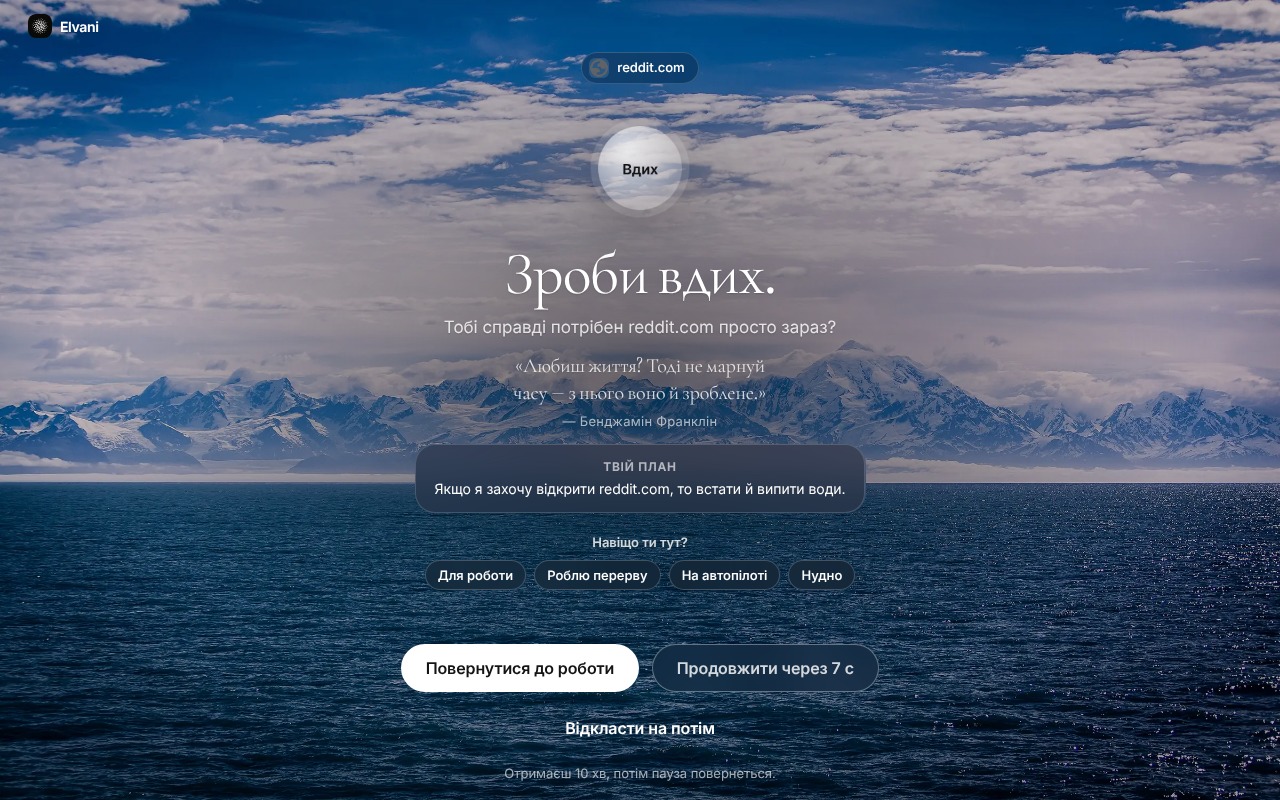 Elvani
reddit.com
Вдих
Зроби вдих.
Тобі справді потрібен reddit.com просто зараз?
«Любиш життя? Тоді не марнуй
часу — з нього воно й зроблене.»
— Бенджамін Франклін
ТВІЙ ПЛАН
Якщо я захочу відкрити reddit.com, то встати й випити води.
Навіщо ти тут?
Для роботи Роблю перерву На автопілоті Нудно
Повернутися до роботи Продовжити через 7 с
Відкласти на потім
Отримаєш 10 хв, потім пауза повернеться.